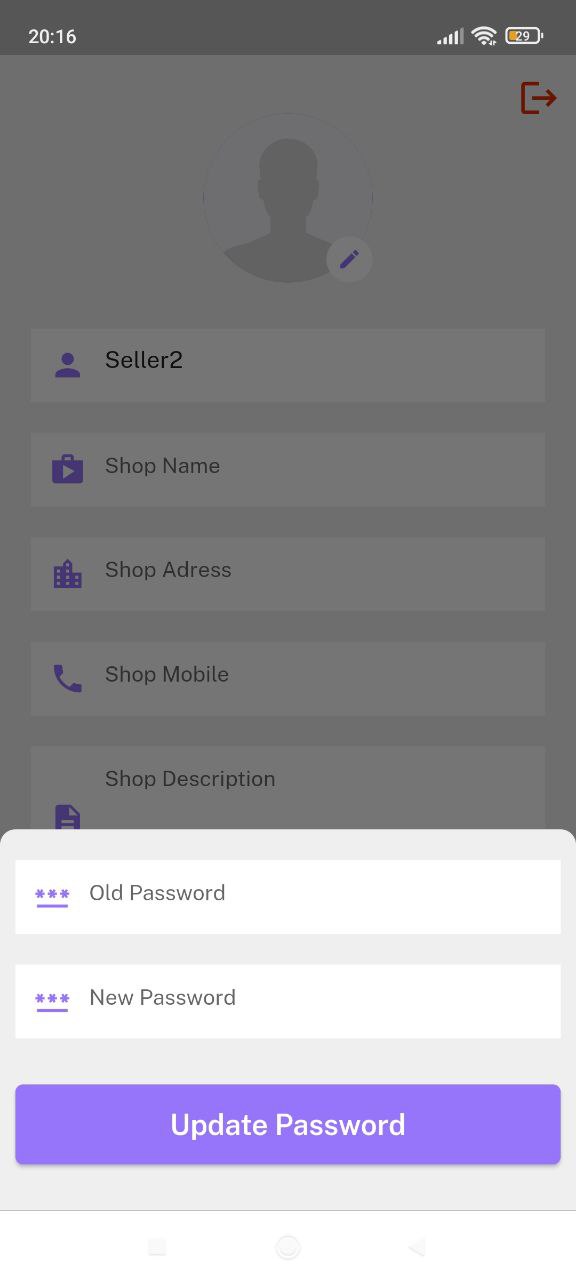 20:16
29
Seller2
Shop Name
Shop Adress
Shop Mobile
Shop Description
*** Old Password
*** New Password
Update Password